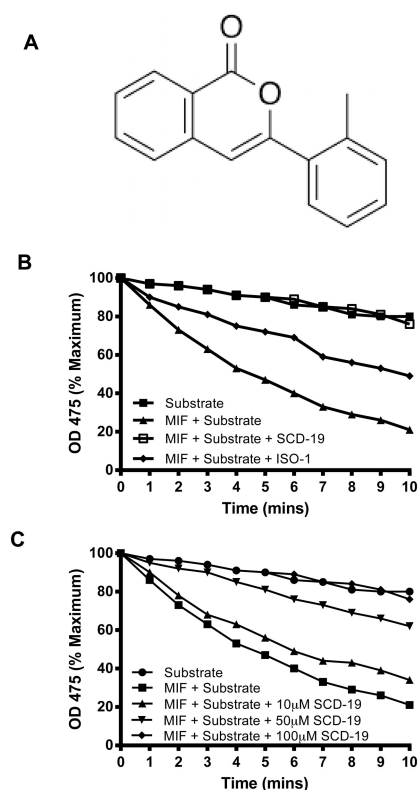 A
O
O
B
OD 475 (% Maximum)
100
80
60
40
20
0
Substrate
MIF + Substrate
MIF + Substrate + SCD-19
MIF + Substrate + ISO-1
0 1 2 3 4 5 6 7 8 9 10
Time (mins)
C
OD 475 (% Maximum)
100
80
60
40
20
0
Substrate
MIF + Substrate
MIF + Substrate + 10μM SCD-19
MIF + Substrate + 50μM SCD-19
MIF + Substrate + 100μM SCD-19
0 1 2 3 4 5 6 7 8 9 10
Time (mins)